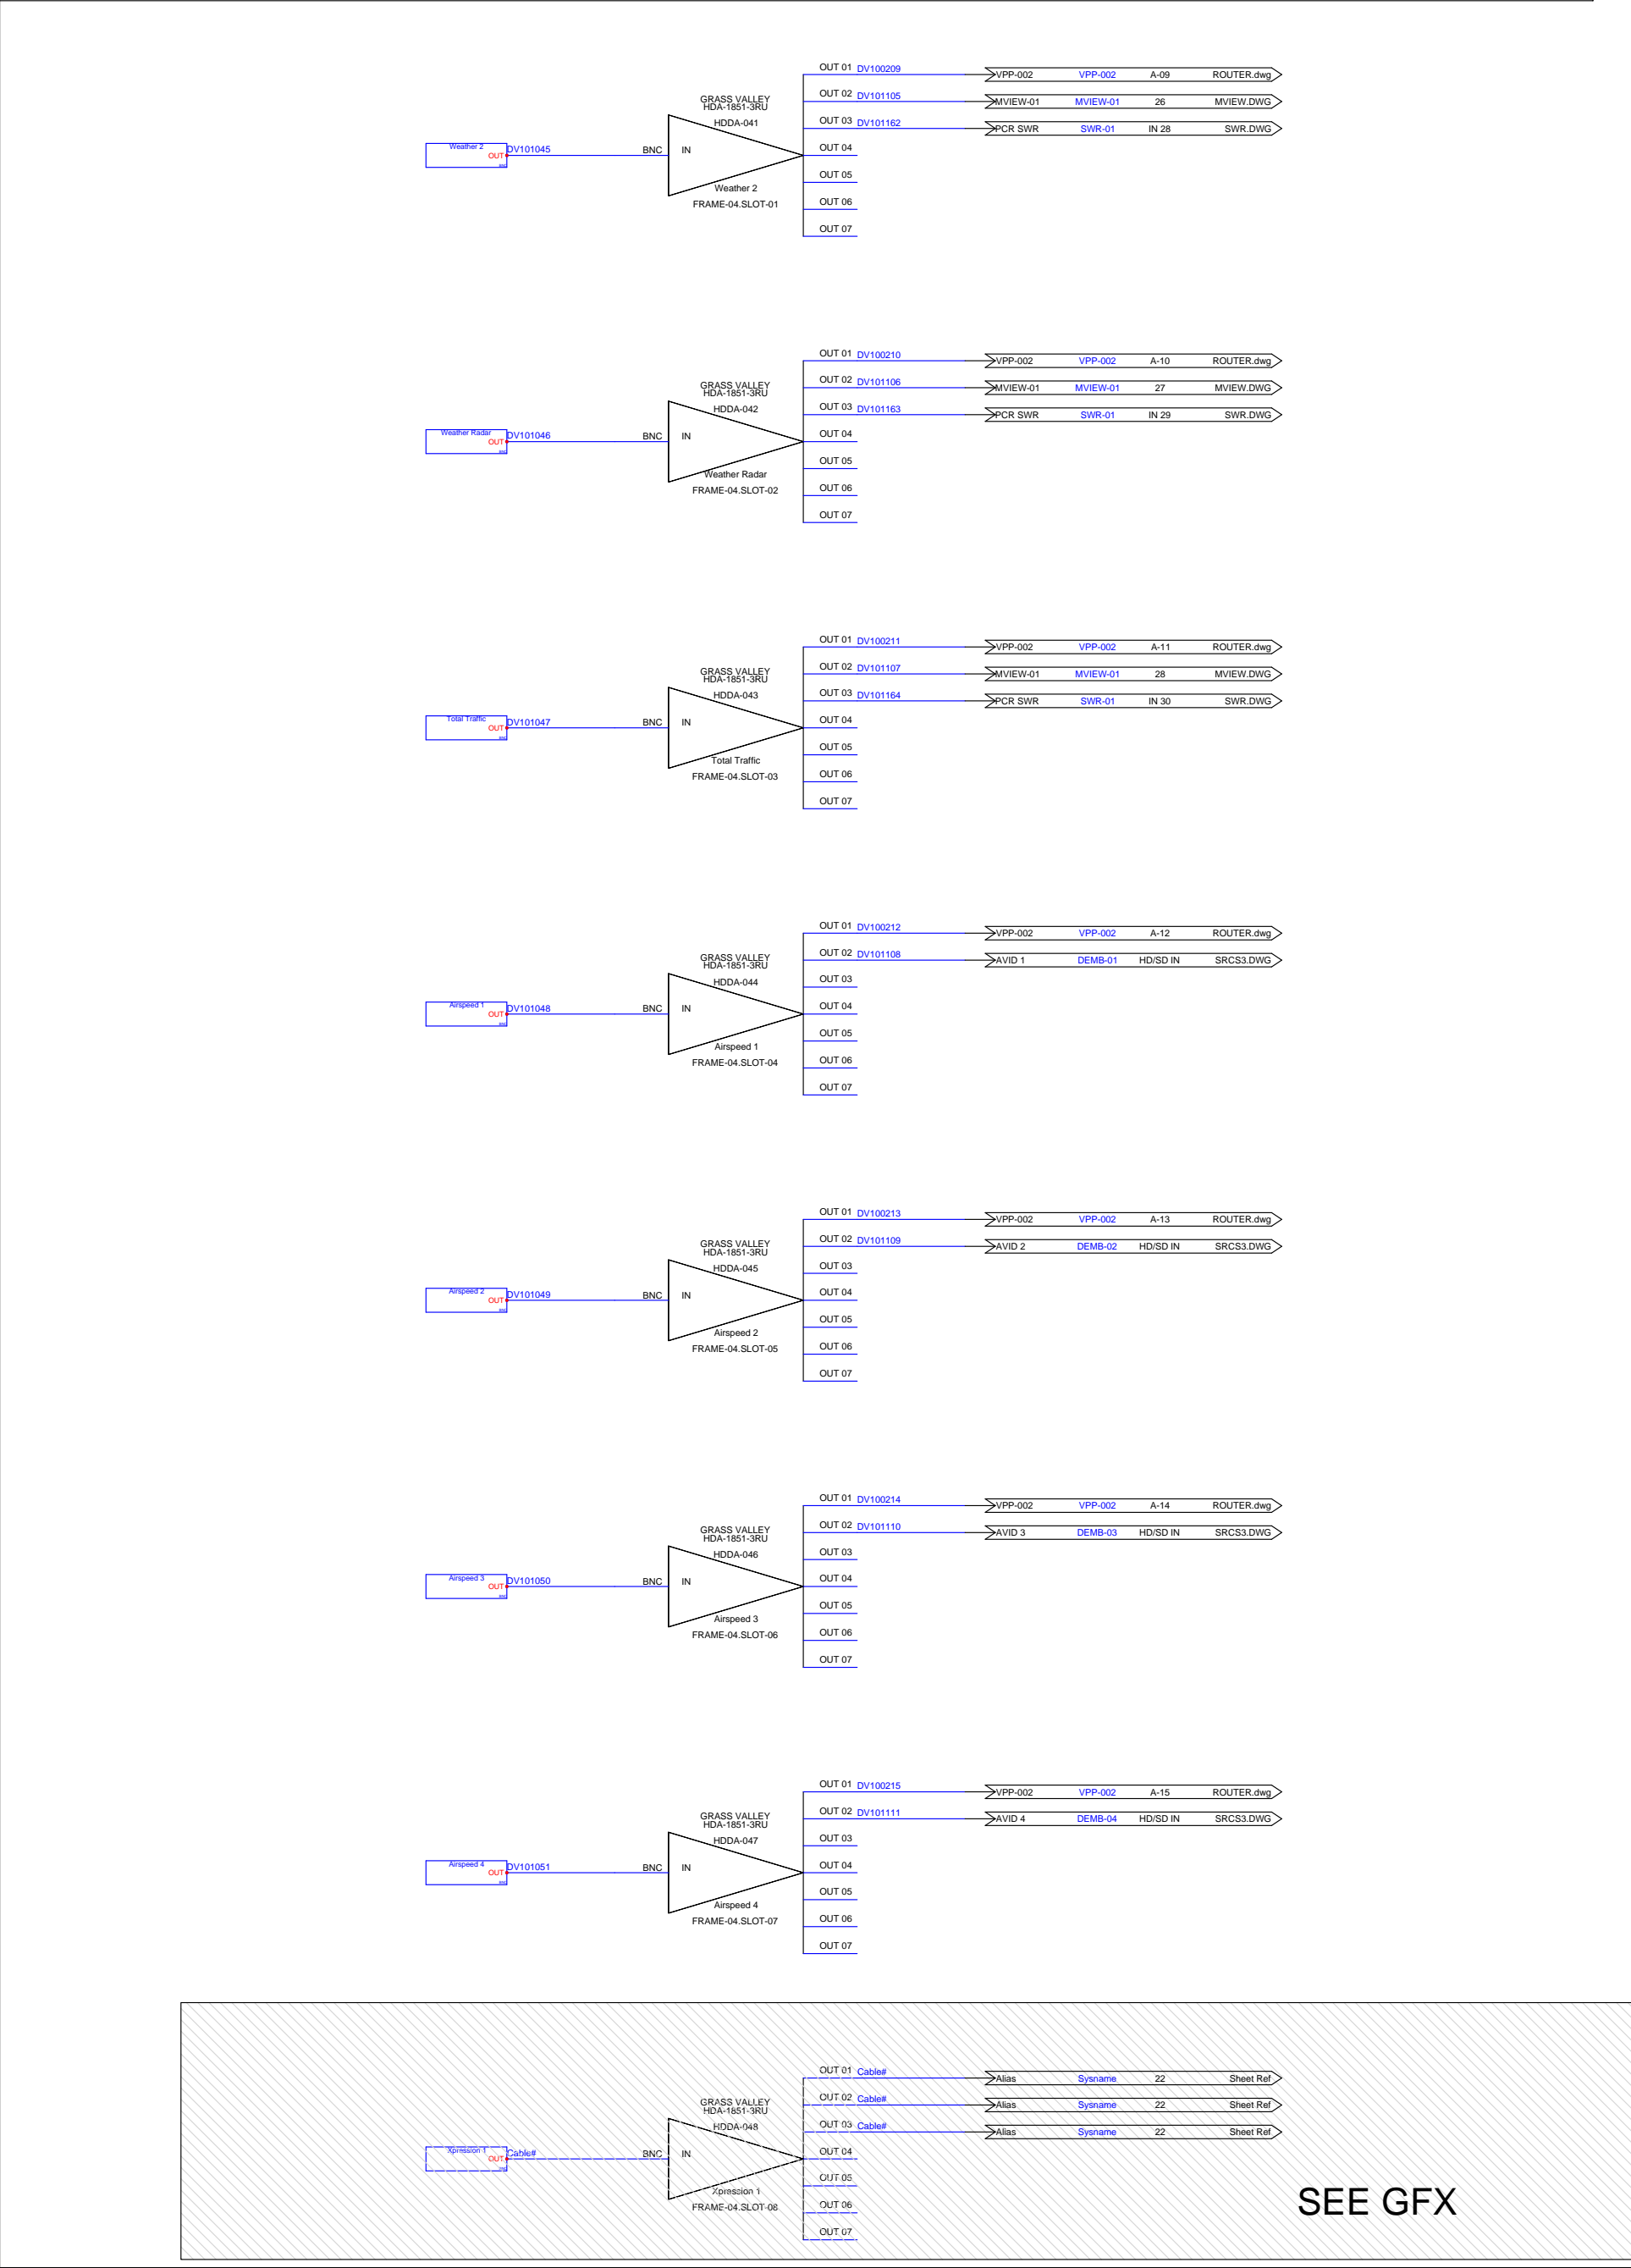 OUT 01 DV100209 VPP-002 VPP-002 A-09 ROUTER.dwg
OUT 02 DV101105 MVIEW-01 MVIEW-01 26 MVIEW.DWG
GRASS VALLEY
HDA-1851-3RU
OUT 03 DV101162 PCR SWR SWR-01 IN 28 SWR.DWG
HDDA-041
Weather 2
OUT DV101045 BNC IN OUT 04
OUT 05
Weather 2
FRAME-04.SLOT-01 OUT 06
OUT 07
OUT 01 DV100210 VPP-002 VPP-002 A-10 ROUTER.dwg
OUT 02 DV101106 MVIEW-01 MVIEW-01 27 MVIEW.DWG
GRASS VALLEY
HDA-1851-3RU
OUT 03 DV101163 PCR SWR SWR-01 IN 29 SWR.DWG
HDDA-042
Weather Radar
OUT DV101046 BNC IN OUT 04
OUT 05
Weather Radar
FRAME-04.SLOT-02 OUT 06
OUT 07
OUT 01 DV100211 VPP-002 VPP-002 A-11 ROUTER.dwg
OUT 02 DV101107 MVIEW-01 MVIEW-01 28 MVIEW.DWG
GRASS VALLEY
HDA-1851-3RU
OUT 03 DV101164 PCR SWR SWR-01 IN 30 SWR.DWG
HDDA-043
Total Traffic
OUT DV101047 BNC IN OUT 04
OUT 05
Total Traffic
FRAME-04.SLOT-03 OUT 06
OUT 07
OUT 01 DV100212 VPP-002 VPP-002 A-12 ROUTER.dwg
OUT 02 DV101108 AVID 1 DEMB-01 HD/SD IN SRCS3.DWG
GRASS VALLEY
HDA-1851-3RU
OUT 03
HDDA-044
Airspeed 1
OUT DV101048 BNC IN OUT 04
OUT 05
Airspeed 1
FRAME-04.SLOT-04 OUT 06
OUT 07
OUT 01 DV100213 VPP-002 VPP-002 A-13 ROUTER.dwg
OUT 02 DV101109 AVID 2 DEMB-02 HD/SD IN SRCS3.DWG
GRASS VALLEY
HDA-1851-3RU
OUT 03
HDDA-045
Airspeed 2
OUT DV101049 BNC IN OUT 04
OUT 05
Airspeed 2
FRAME-04.SLOT-05 OUT 06
OUT 07
OUT 01 DV100214 VPP-002 VPP-002 A-14 ROUTER.dwg
OUT 02 DV101110 AVID 3 DEMB-03 HD/SD IN SRCS3.DWG
GRASS VALLEY
HDA-1851-3RU
OUT 03
HDDA-046
Airspeed 3
OUT DV101050 BNC IN OUT 04
OUT 05
Airspeed 3
FRAME-04.SLOT-06 OUT 06
OUT 07
OUT 01 DV100215 VPP-002 VPP-002 A-15 ROUTER.dwg
OUT 02 DV101111 AVID 4 DEMB-04 HD/SD IN SRCS3.DWG
GRASS VALLEY
HDA-1851-3RU
OUT 03
HDDA-047
Airspeed 4
OUT DV101051 BNC IN OUT 04
OUT 05
Airspeed 4
FRAME-04.SLOT-07 OUT 06
OUT 07
OUT 01 Cable# Alias Sysname 22 Sheet Ref
OUT 02 Cable# Alias Sysname 22 Sheet Ref
GRASS VALLEY
HDA-1851-3RU
OUT 03 Cable# Alias Sysname 22 Sheet Ref
HDDA-048
Xpression 1
OUT Cable# BNC IN OUT 04
OUT 05
Xpression 1
FRAME-04.SLOT-08 OUT 06
SEE GFX
OUT 07